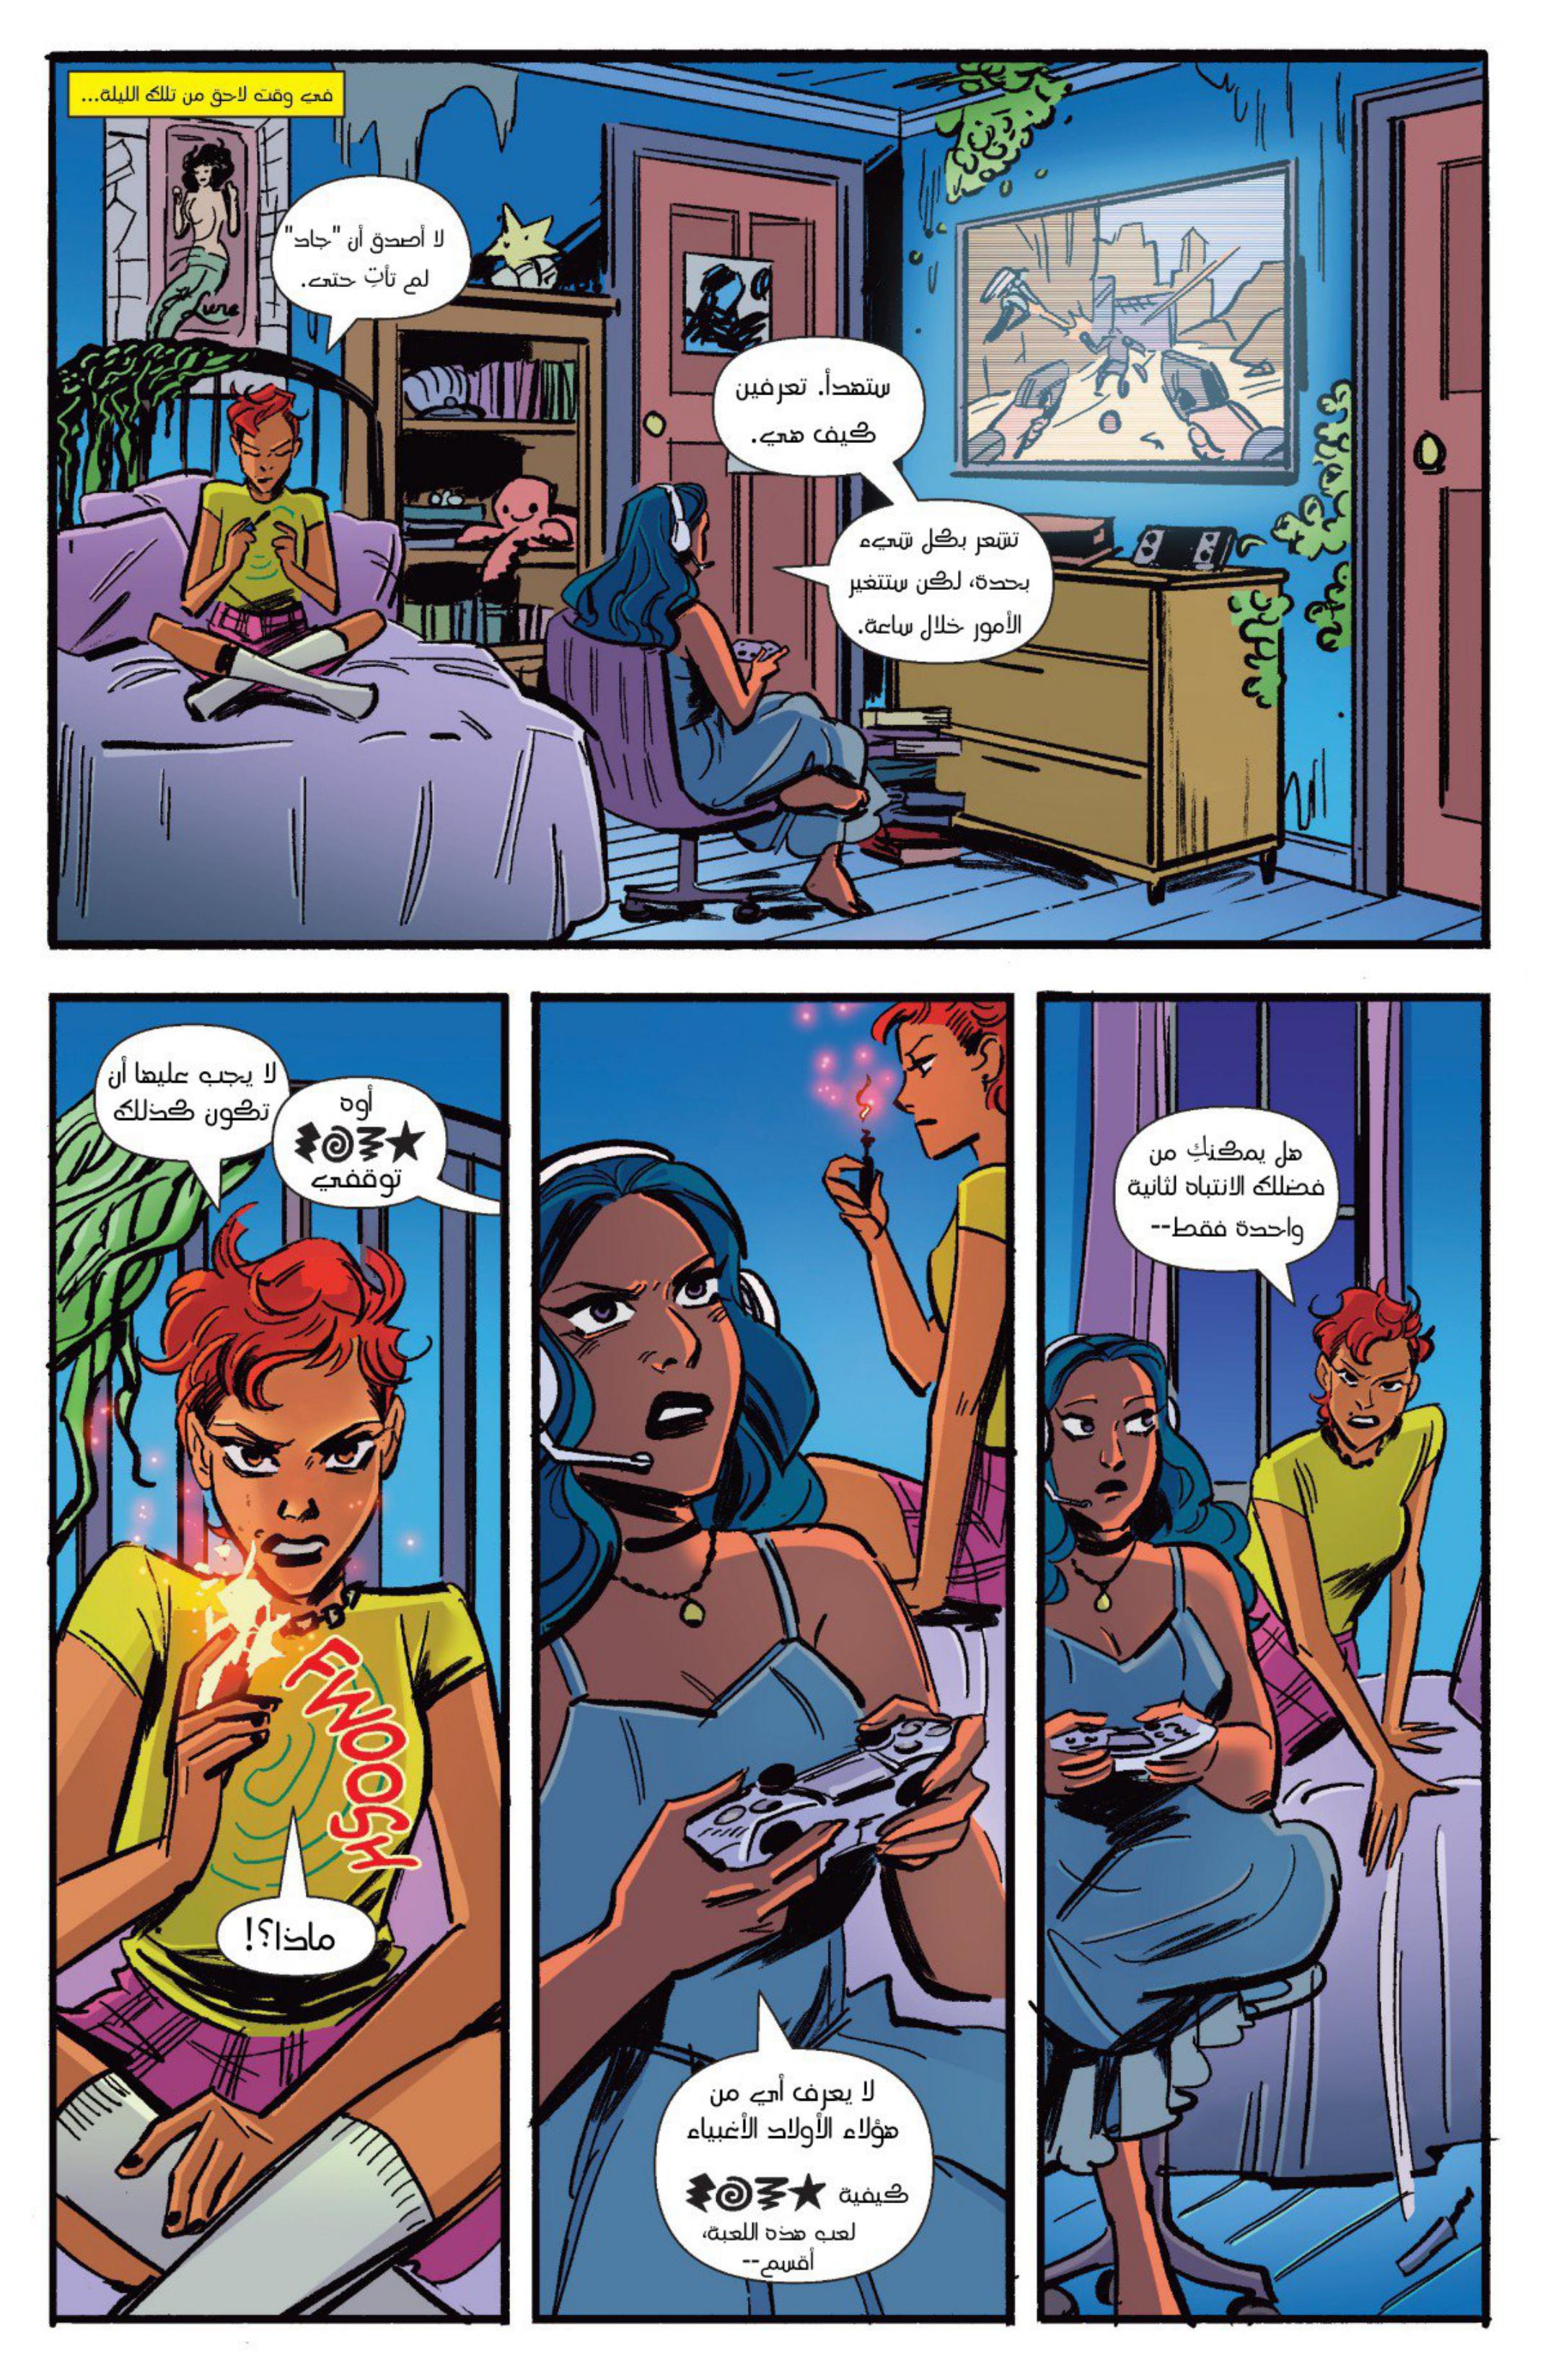 في وقت لاحق من تلك الليلة...
Lune
لا أصدق أن "جاد"
لم تأتِ حتى.
ستهدأ. تعرفين
كيف هي.
تشعر بكل شيء
بحدة، لكن ستتغير
الأمور خلال ساعة.
لا يجب عليها أن
تكون كذلك
أوه
توقفي
FWOOSH
ماذا؟!
لا يعرف أي من
هؤلاء الأولاد الأغبياء
كيفية
لعب هذه اللعبة،
أقسم--
هل يمكنكِ من
فضلك الانتباه لثانية
واحدة فقط--